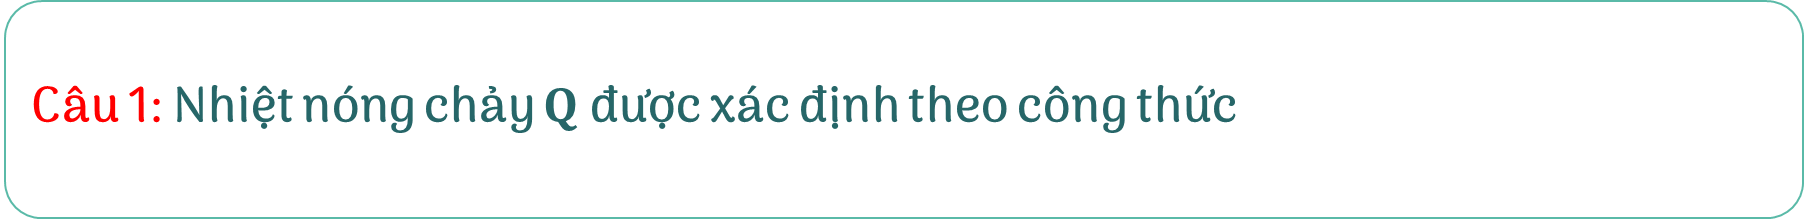 Câu 1: Nhiệt nóng chảy Q được xác định theo công thức